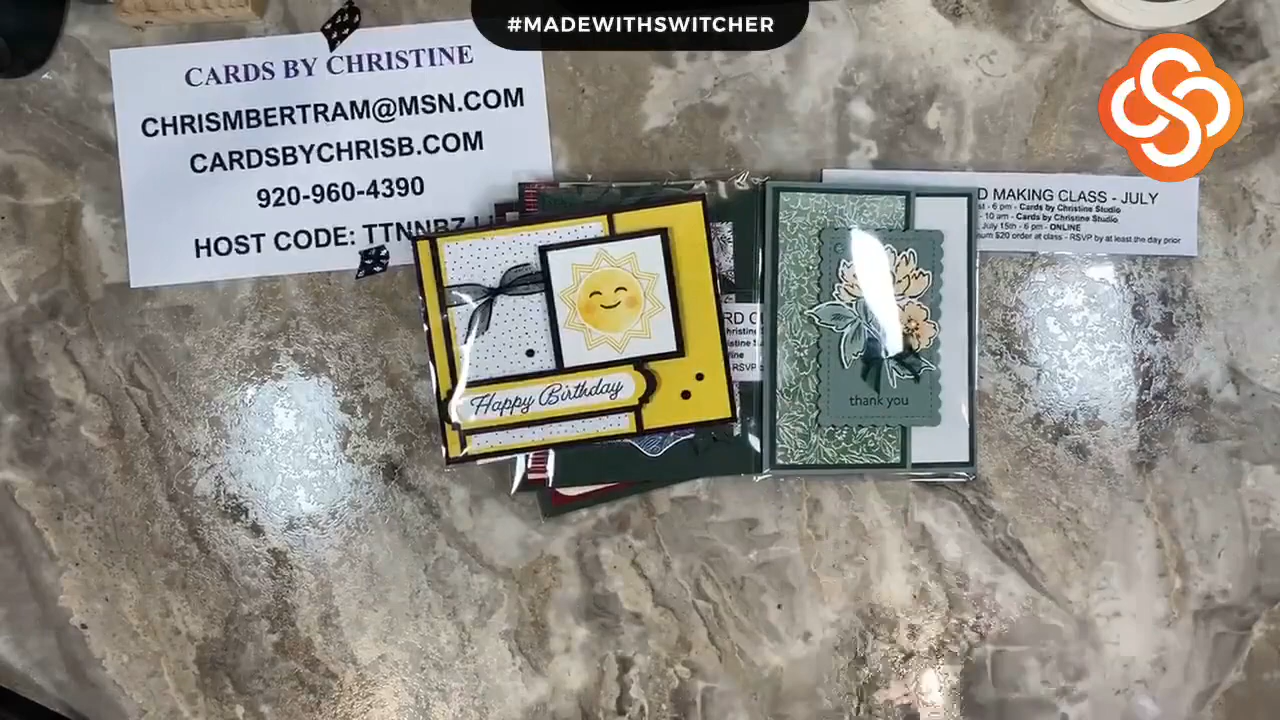 #MADEWITHSWITCHER
CARDS BY CHRISTINE
CHRISMBERTRAM@MSN.COM
CARDSBYCHRISB.COM
920-960-4390
HOST CODE:
MAKING CLASS - JULY
- 6 pm - Cards by Christine Studio
- 10 am - Cards by Christine Studio
July 15th - 6 pm - ONLINE
$20 order at class - RSVP by at least the day prior
Happy Birthday
thank you